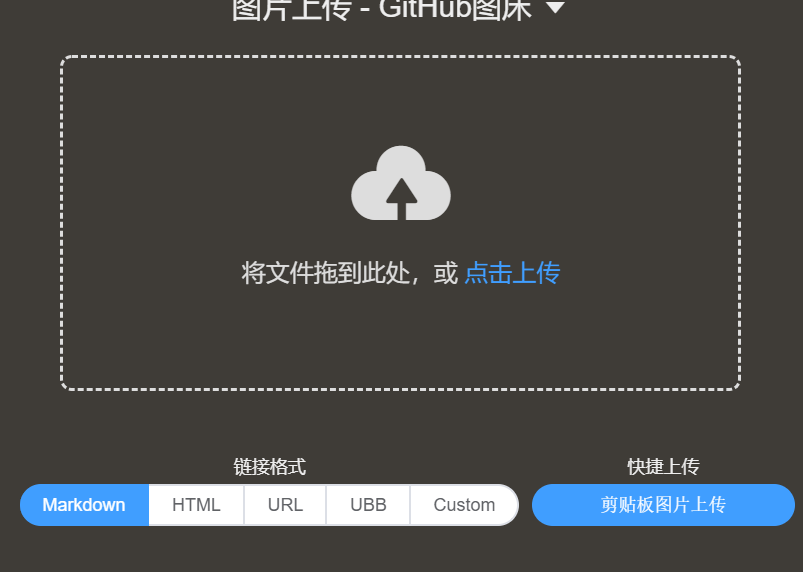 图片上传 - GitHub图床
将文件拖到此处，或 点击上传
链接格式
快捷上传
Markdown HTML URL UBB Custom
剪贴板图片上传